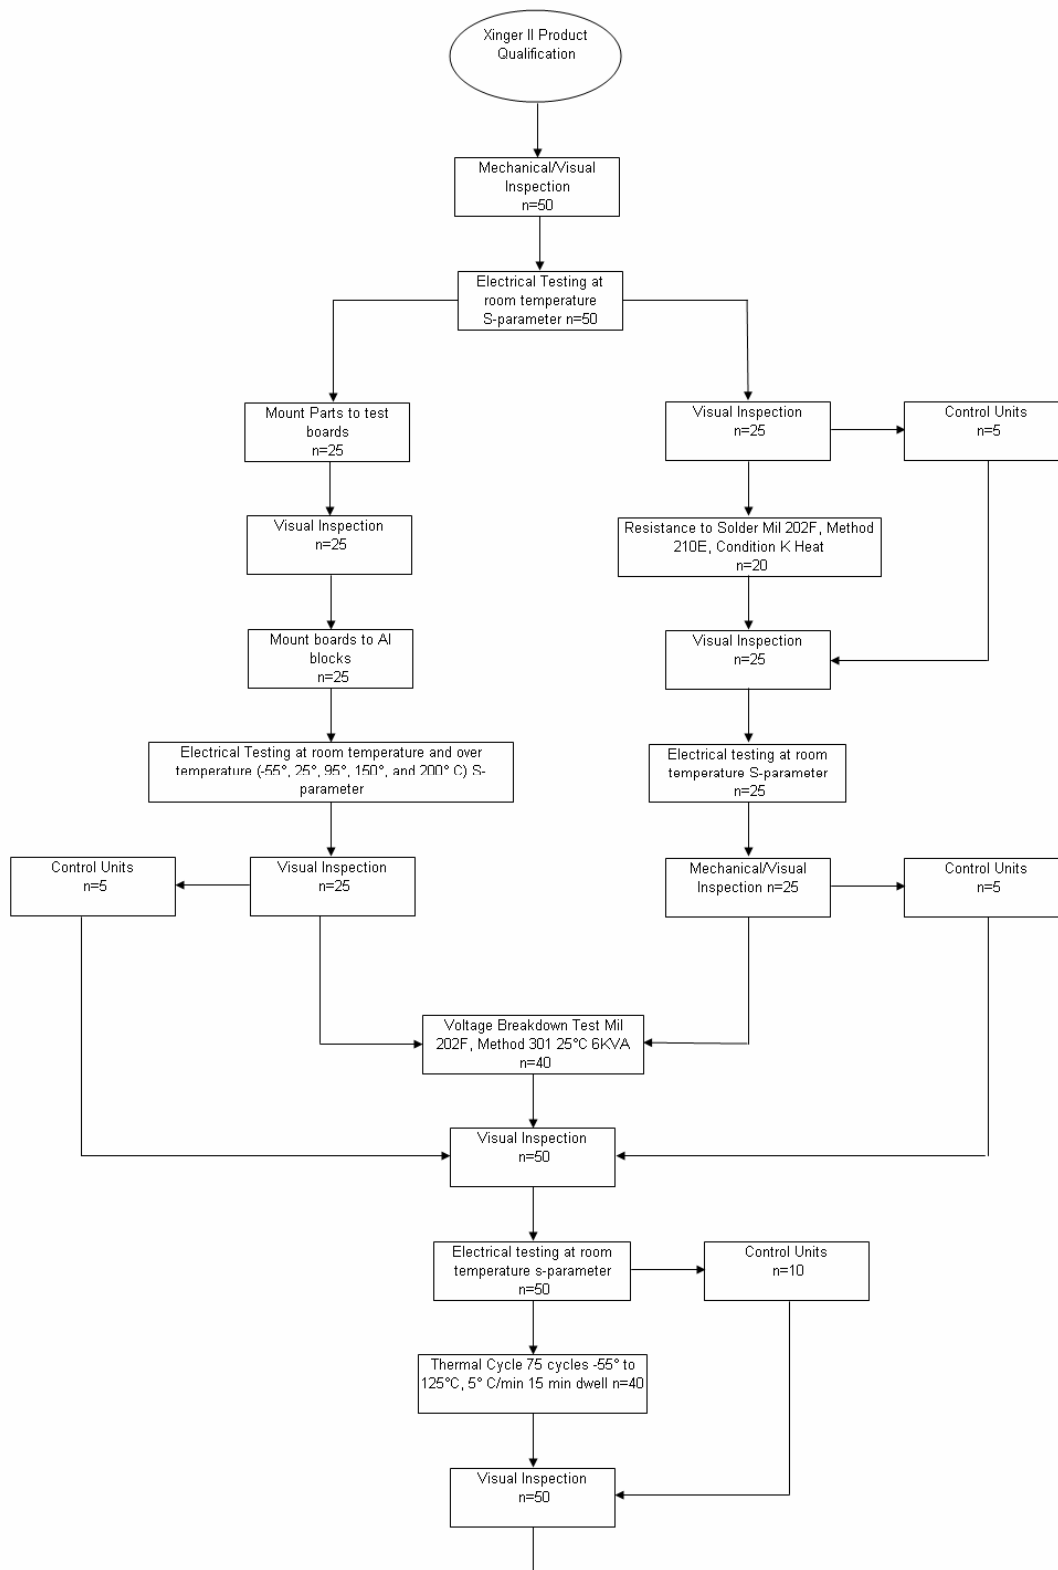 Xinger II Product
Qualification
Mechanical/Visual
Inspection
n=50
Electrical Testing at
room temperature
S-parameter n=50
Mount Parts to test
boards
n=25
Visual Inspection
n=25
Control Units
n=5
Visual Inspection
n=25
Resistance to Solder Mil 202F, Method
210E, Condition K Heat
n=20
Mount boards to Al
blocks
n=25
Visual Inspection
n=25
Electrical Testing at room temperature and over
temperature (-55°, 25°, 95°, 150°, and 200° C) S-
parameter
Electrical testing at room
temperature S-parameter
n=25
Control Units
n=5
Visual Inspection
n=25
Mechanical/Visual
Inspection n=25
Control Units
n=5
Voltage Breakdown Test Mil
202F, Method 301 25°C 6KVA
n=40
Visual Inspection
n=50
Electrical testing at room
temperature s-parameter
n=50
Control Units
n=10
Thermal Cycle 75 cycles -55° to
125°C, 5° C/min 15 min dwell n=40
Visual Inspection
n=50